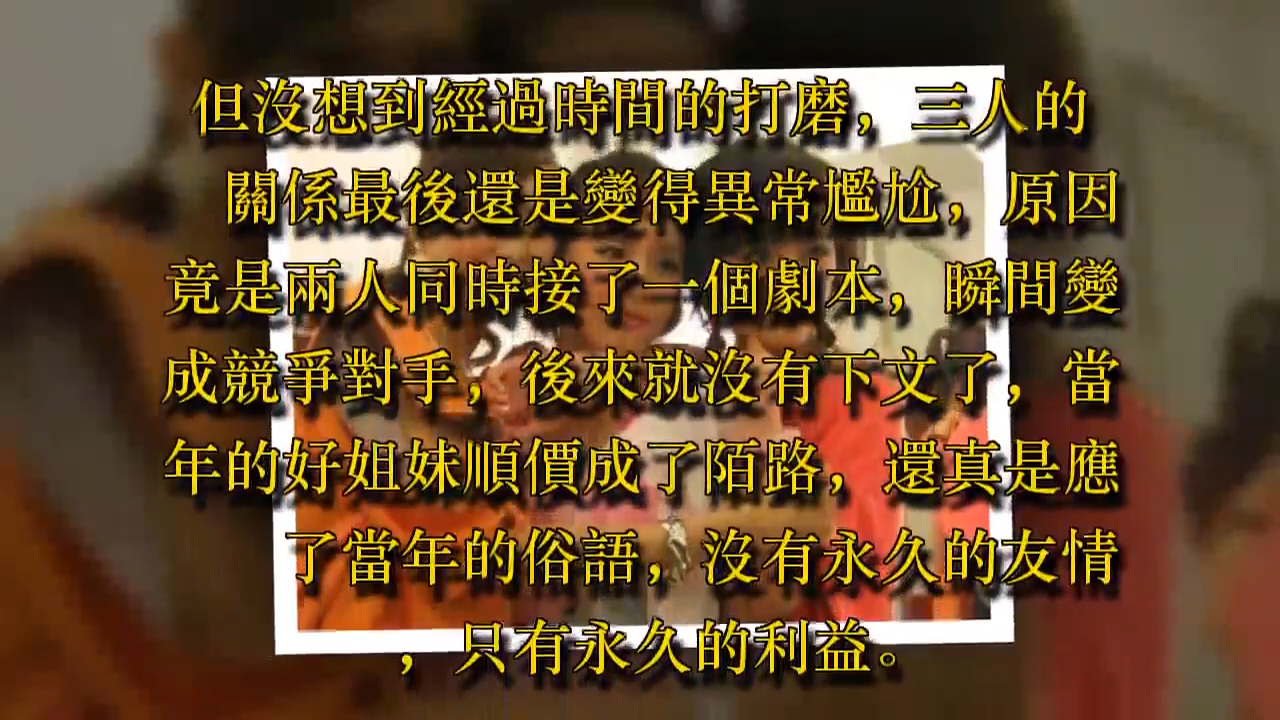 但沒想到經過時間的打磨，三人的
關係最後還是變得異常尷尬，原因
竟是兩人同時接了一個劇本，瞬間變
成競爭對手，後來就沒有下文了，當
年的好姐妹順價成了陌路，還真是應
了當年的俗語，沒有永久的友情
，只有永久的利益。